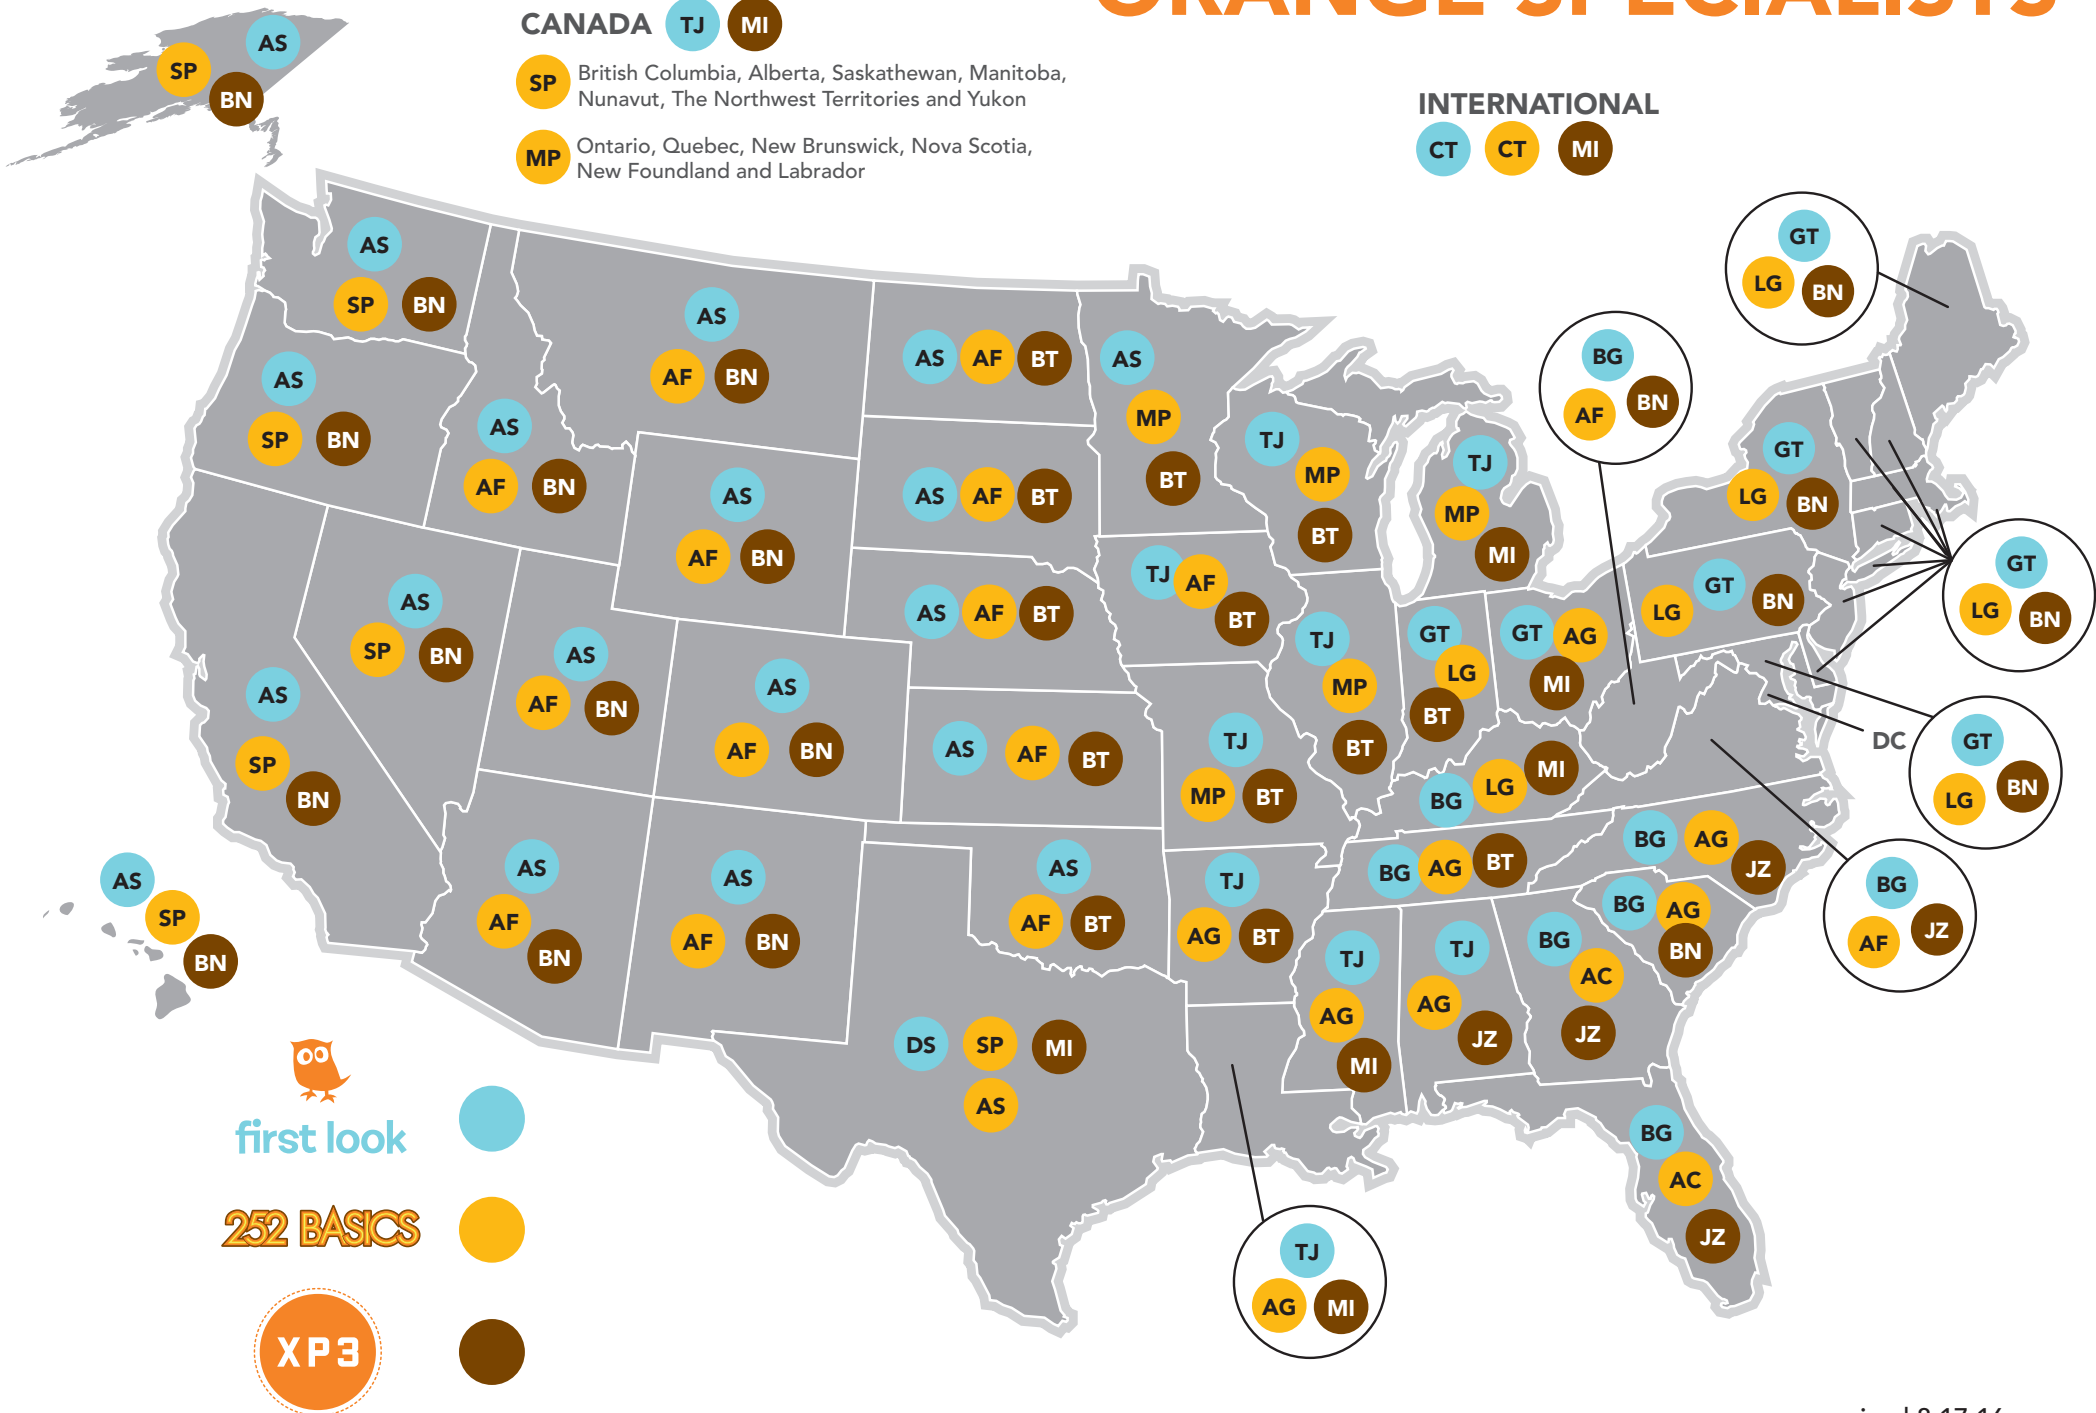 ORANGE SPECIALISTS
CANADA TJ MI
SP British Columbia, Alberta, Saskathewan, Manitoba,
Nunavut, The Northwest Territories and Yukon
MP Ontario, Quebec, New Brunswick, Nova Scotia,
New Foundland and Labrador
INTERNATIONAL
CT CT MI
AS
SP
BN
AS
SP BN
AS
SP BN
AS
AF BN
AS
AF BN
AS
AF BN
AS
SP BN
AS
SP
BN
AS
AF BN
AS
AF BN
AS
AF
BN
AS
AF BN
AS AF BT
AS AF BT
AS AF BT
AS AF BT
AS
AF BT
DS SP MI
AS
AS
MP
BT
TJ AF
BT
TJ
MP BT
TJ
AG BT
TJ
AG MI
TJ
MP
BT
TJ
MP
BT
TJ
MP
MI
GT
LG
BT
GT AG
MI
BG LG MI
BG AG BT
TJ
AG
MI
TJ
AG
JZ
BG
AC
JZ
BG
AC
JZ
BG AG
BN
BG AG
JZ
BG
AF JZ
BG
AF BN
LG GT BN
GT
LG BN
GT
LG BN
GT
LG BN
DC
GT
LG BN
AS
SP
BN
first look
252 BASICS
XP3